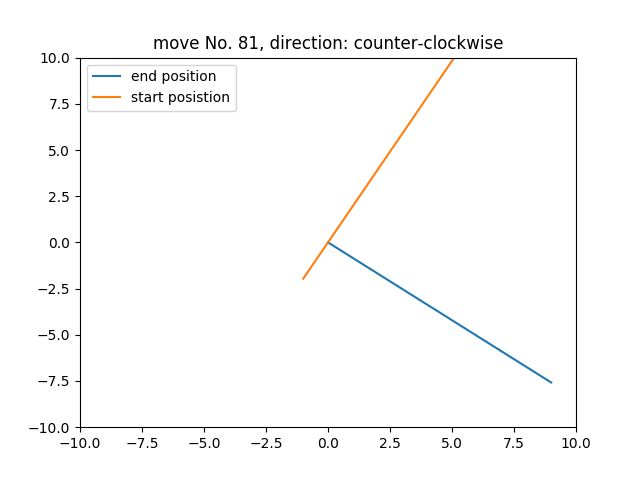 move No. 81, direction: counter-clockwise
end position
start posistion
10.0
7.5
5.0
2.5
0.0
−2.5
−5.0
−7.5
−10.0
−10.0 −7.5 −5.0 −2.5 0.0 2.5 5.0 7.5 10.0